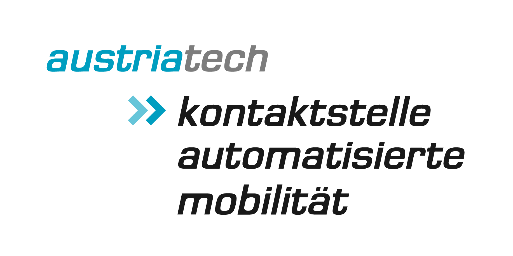 austriatech
kontaktstelle
automatisierte
mobilität